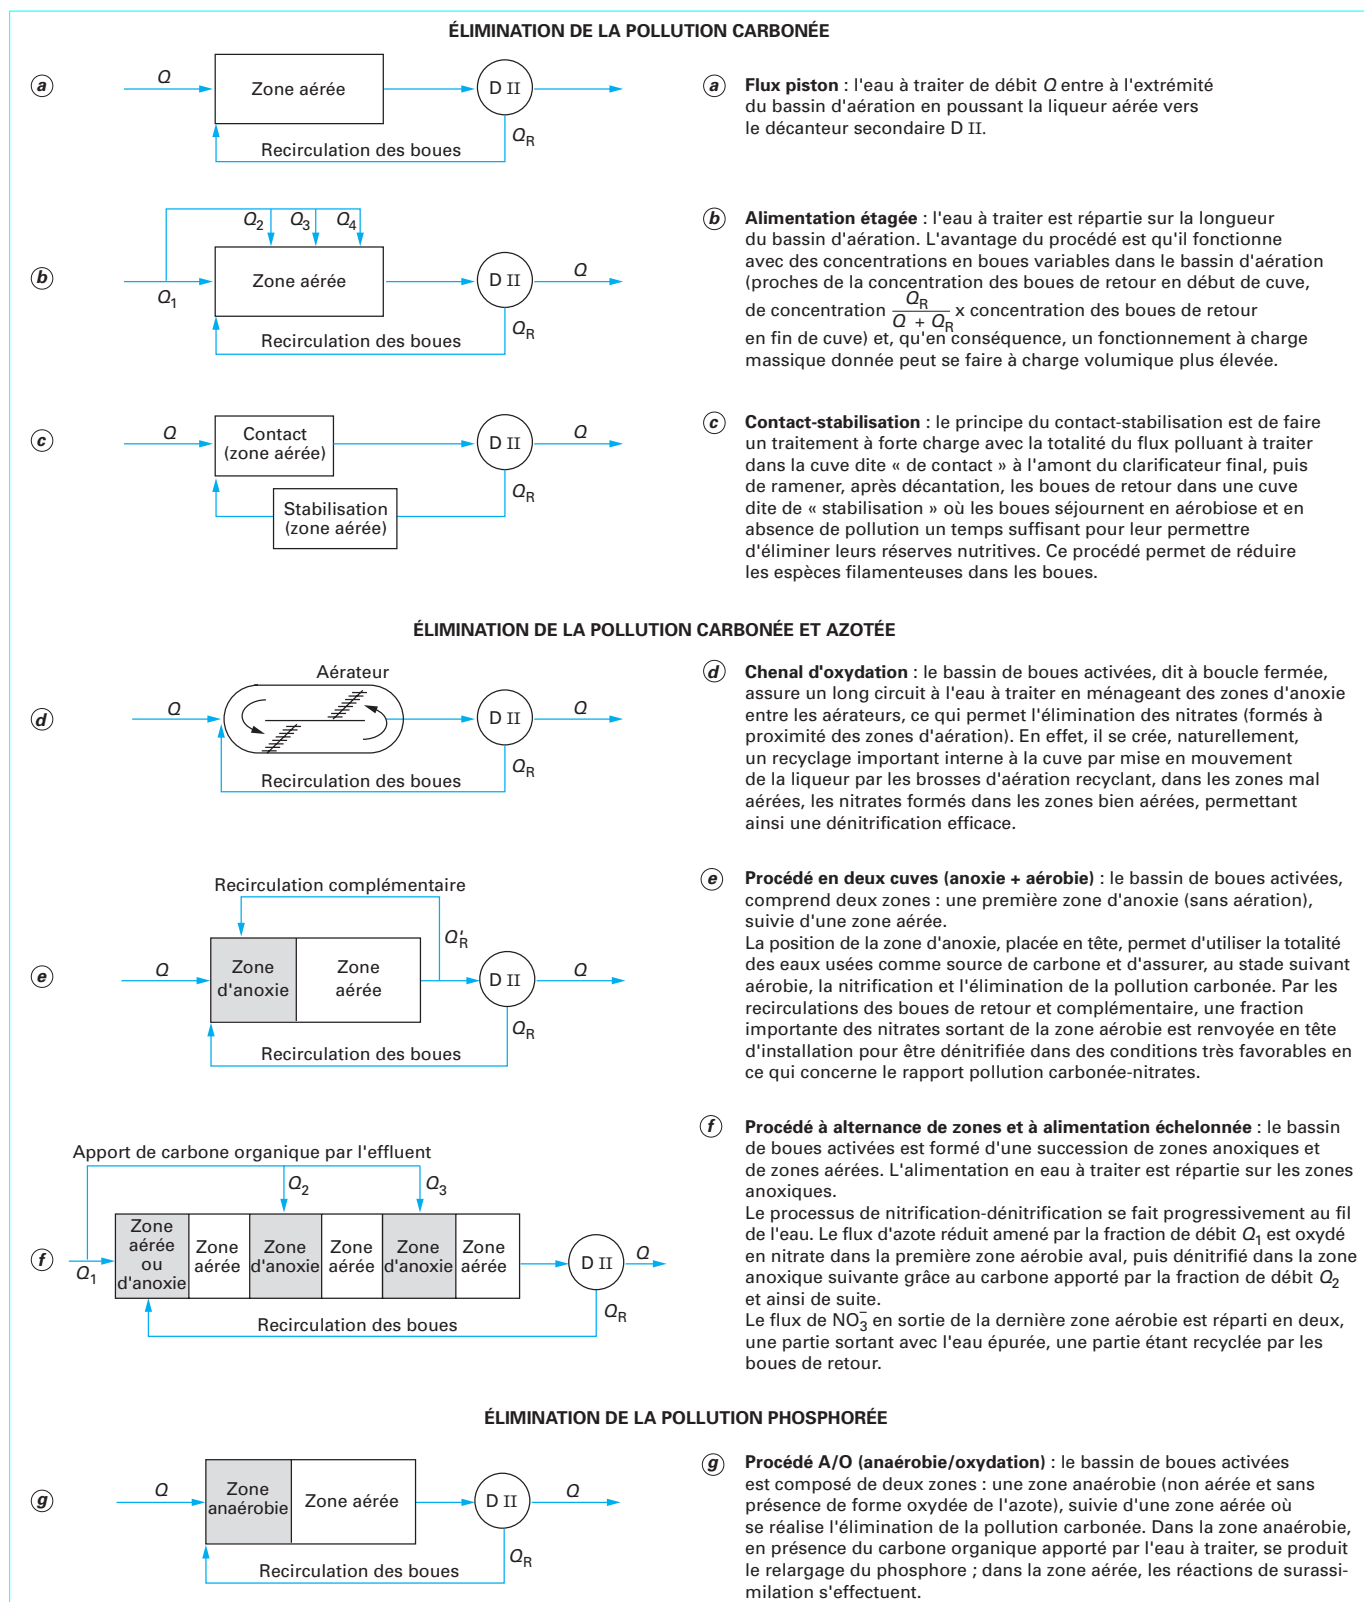 ÉLIMINATION DE LA POLLUTION CARBONÉE
a
Q
Zone aérée
D II
Q_R
Recirculation des boues
a Flux piston : l'eau à traiter de débit Q entre à l'extrémité
du bassin d'aération en poussant la liqueur aérée vers
le décanteur secondaire D II.
b
Q₂ Q₃ Q₄
Q₁
Zone aérée
D II
Q
Q_R
Recirculation des boues
b Alimentation étagée : l'eau à traiter est répartie sur la longueur
du bassin d'aération. L'avantage du procédé est qu'il fonctionne
avec des concentrations en boues variables dans le bassin d'aération
(proches de la concentration des boues de retour en début de cuve,
de concentration Q_R / (Q + Q_R) x concentration des boues de retour
en fin de cuve) et, qu'en conséquence, un fonctionnement à charge
massique donnée peut se faire à charge volumique plus élevée.
c
Q
Contact
(zone aérée)
D II
Q
Q_R
Stabilisation
(zone aérée)
c Contact-stabilisation : le principe du contact-stabilisation est de faire
un traitement à forte charge avec la totalité du flux polluant à traiter
dans la cuve dite « de contact » à l'amont du clarificateur final, puis
de ramener, après décantation, les boues de retour dans une cuve
dite de « stabilisation » où les boues séjournent en aérobiose et en
absence de pollution un temps suffisant pour leur permettre
d'éliminer leurs réserves nutritives. Ce procédé permet de réduire
les espèces filamenteuses dans les boues.
ÉLIMINATION DE LA POLLUTION CARBONÉE ET AZOTÉE
Aérateur
d
Q
D II
Q
Q_R
Recirculation des boues
d Chenal d'oxydation : le bassin de boues activées, dit à boucle fermée,
assure un long circuit à l'eau à traiter en ménageant des zones d'anoxie
entre les aérateurs, ce qui permet l'élimination des nitrates (formés à
proximité des zones d'aération). En effet, il se crée, naturellement,
un recyclage important interne à la cuve par mise en mouvement
de la liqueur par les brosses d'aération recyclant, dans les zones mal
aérées, les nitrates formés dans les zones bien aérées, permettant
ainsi une dénitrification efficace.
Recirculation complémentaire
Q'_R
e
Q
Zone
d'anoxie
Zone
aérée
D II
Q
Q_R
Recirculation des boues
e Procédé en deux cuves (anoxie + aérobie) : le bassin de boues activées,
comprend deux zones : une première zone d'anoxie (sans aération),
suivie d'une zone aérée.
La position de la zone d'anoxie, placée en tête, permet d'utiliser la totalité
des eaux usées comme source de carbone et d'assurer, au stade suivant
aérobie, la nitrification et l'élimination de la pollution carbonée. Par les
recirculations des boues de retour et complémentaire, une fraction
importante des nitrates sortant de la zone aérobie est renvoyée en tête
d'installation pour être dénitrifiée dans des conditions très favorables en
ce qui concerne le rapport pollution carbonée-nitrates.
Apport de carbone organique par l'effluent
Q₂
Q₃
f
Q₁
Zone
aérée
ou
d'anoxie
Zone
aérée
Zone
d'anoxie
Zone
aérée
Zone
d'anoxie
Zone
aérée
D II
Q
Q_R
Recirculation des boues
f Procédé à alternance de zones et à alimentation échelonnée : le bassin
de boues activées est formé d'une succession de zones anoxiques et
de zones aérées. L'alimentation en eau à traiter est répartie sur les zones
anoxiques.
Le processus de nitrification-dénitrification se fait progressivement au fil
de l'eau. Le flux d'azote réduit amené par la fraction de débit Q₁ est oxydé
en nitrate dans la première zone aérobie aval, puis dénitrifié dans la zone
anoxique suivante grâce au carbone apporté par la fraction de débit Q₂
et ainsi de suite.
Le flux de NO₃⁻ en sortie de la dernière zone aérobie est réparti en deux,
une partie sortant avec l'eau épurée, une partie étant recyclée par les
boues de retour.
ÉLIMINATION DE LA POLLUTION PHOSPHORÉE
g
Q
Zone
anaérobie
Zone aérée
D II
Q
Q_R
Recirculation des boues
g Procédé A/O (anaérobie/oxydation) : le bassin de boues activées
est composé de deux zones : une zone anaérobie (non aérée et sans
présence de forme oxydée de l'azote), suivie d'une zone aérée où
se réalise l'élimination de la pollution carbonée. Dans la zone anaérobie,
en présence du carbone organique apporté par l'eau à traiter, se produit
le relargage du phosphore ; dans la zone aérée, les réactions de surassi-
milation s'effectuent.